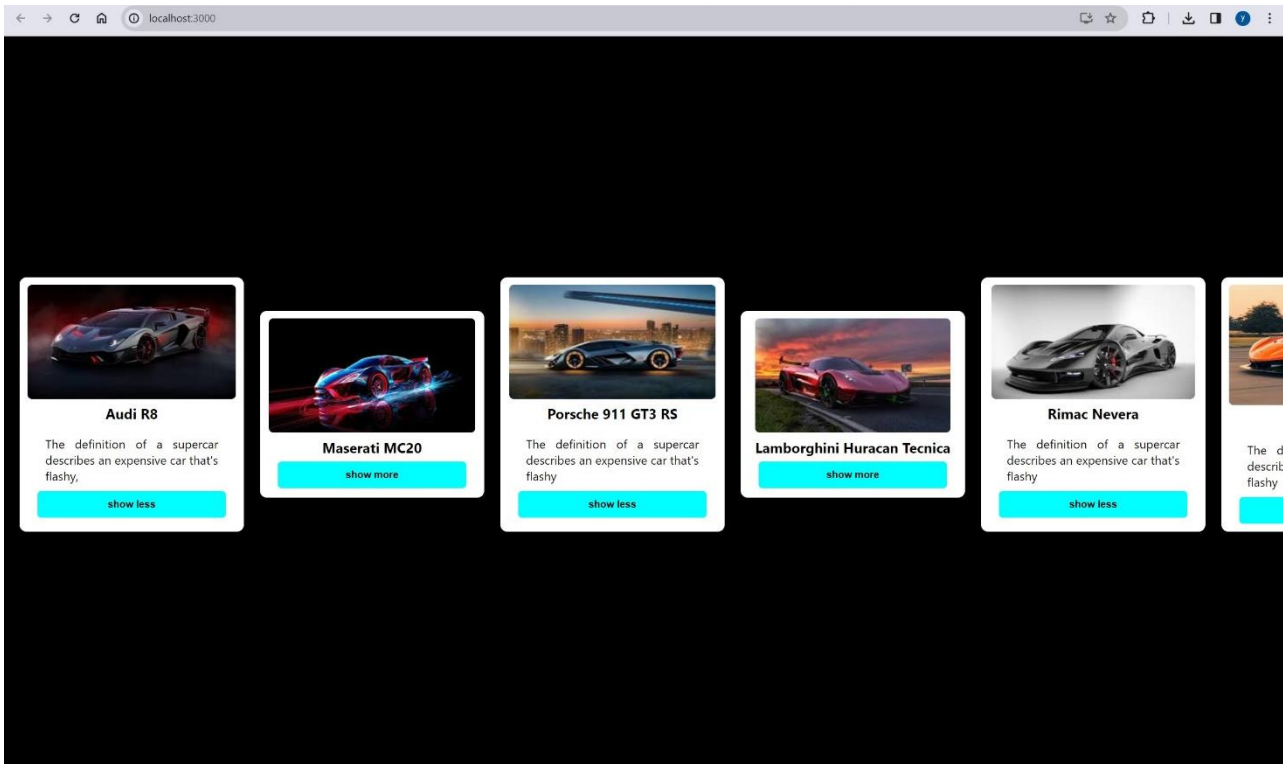 localhost:3000
y
Audi R8
The definition of a supercar
describes an expensive car that's
flashy,
show less
Maserati MC20
show more
Porsche 911 GT3 RS
The definition of a supercar
describes an expensive car that's
flashy
show less
Lamborghini Huracan Tecnica
show more
Rimac Nevera
The definition of a supercar
describes an expensive car that's
flashy
show less
The
flashy